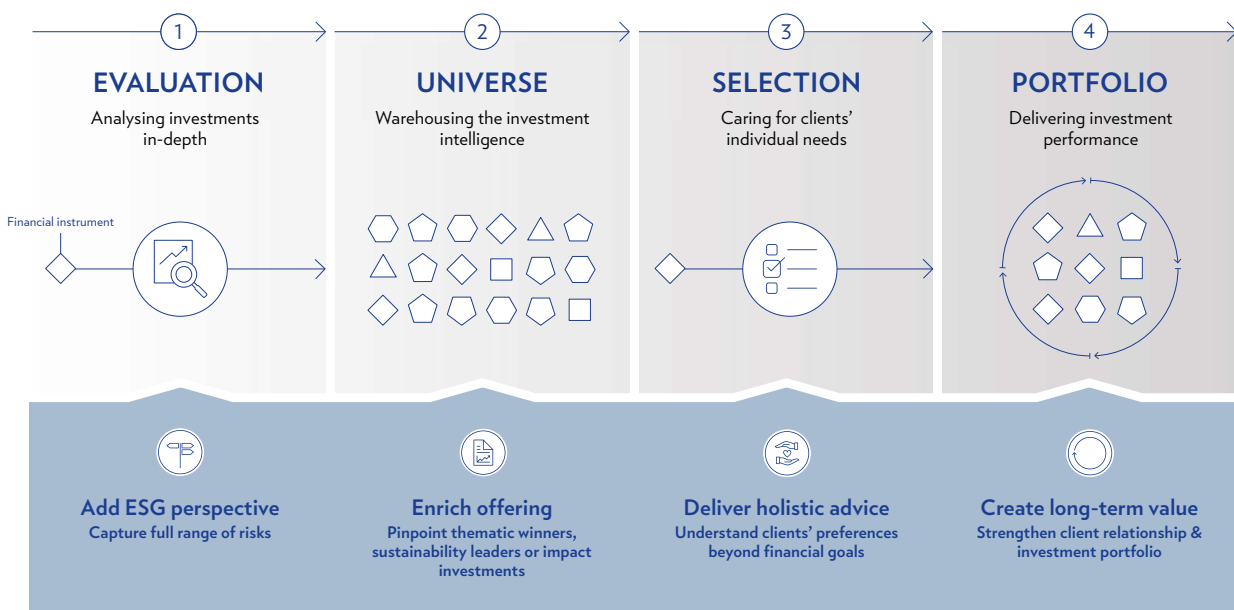 1
EVALUATION
Analysing investments
in-depth
Financial instrument
2
UNIVERSE
Warehousing the investment
intelligence
3
SELECTION
Caring for clients'
individual needs
4
PORTFOLIO
Delivering investment
performance
Add ESG perspective
Capture full range of risks
Enrich offering
Pinpoint thematic winners,
sustainability leaders or impact
investments
Deliver holistic advice
Understand clients' preferences
beyond financial goals
Create long-term value
Strengthen client relationship &
investment portfolio